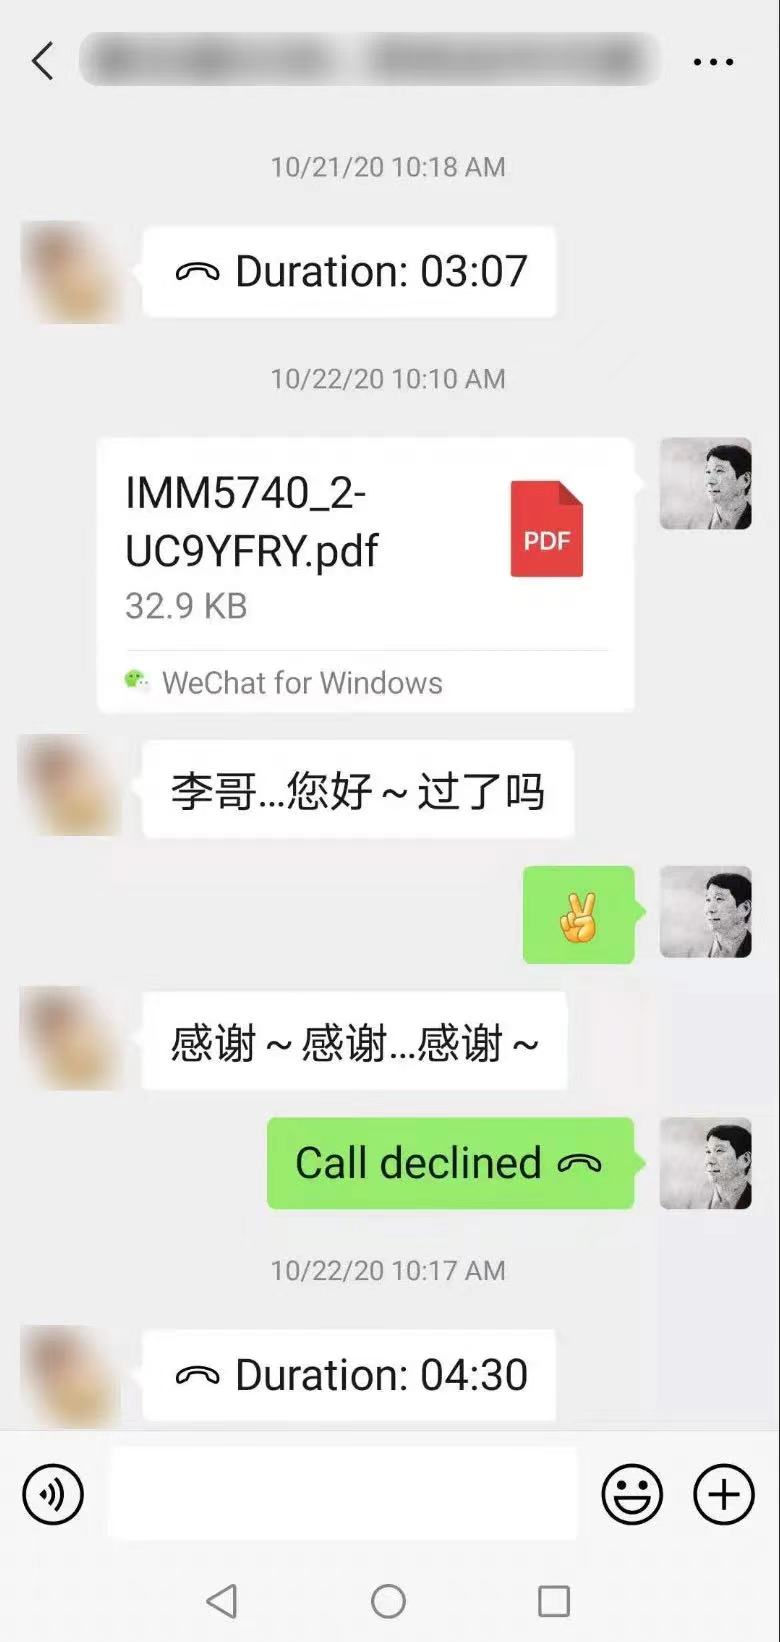 10/21/20 10:18 AM
Duration: 03:07
10/22/20 10:10 AM
IMM5740_2-
UC9YFRY.pdf
PDF
32.9 KB
WeChat for Windows
李哥...您好～过了吗
感谢～感谢...感谢～
Call declined
10/22/20 10:17 AM
Duration: 04:30